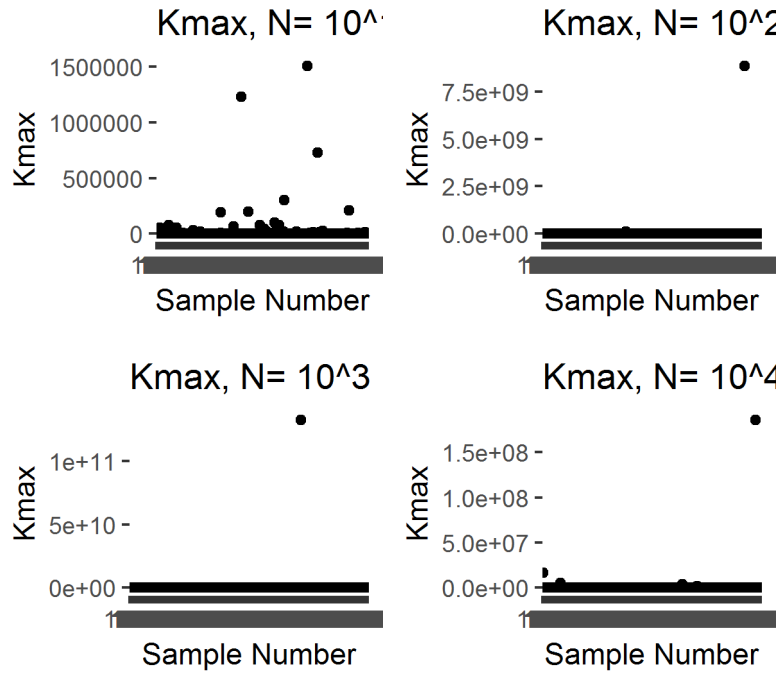 Kmax, N= 10^
Kmax
1500000
1000000
500000
0
Sample Number
Kmax, N= 10^2
Kmax
7.5e+09
5.0e+09
2.5e+09
0.0e+00
Sample Number
Kmax, N= 10^3
Kmax
1e+11
5e+10
0e+00
Sample Number
Kmax, N= 10^4
Kmax
1.5e+08
1.0e+08
5.0e+07
0.0e+00
Sample Number